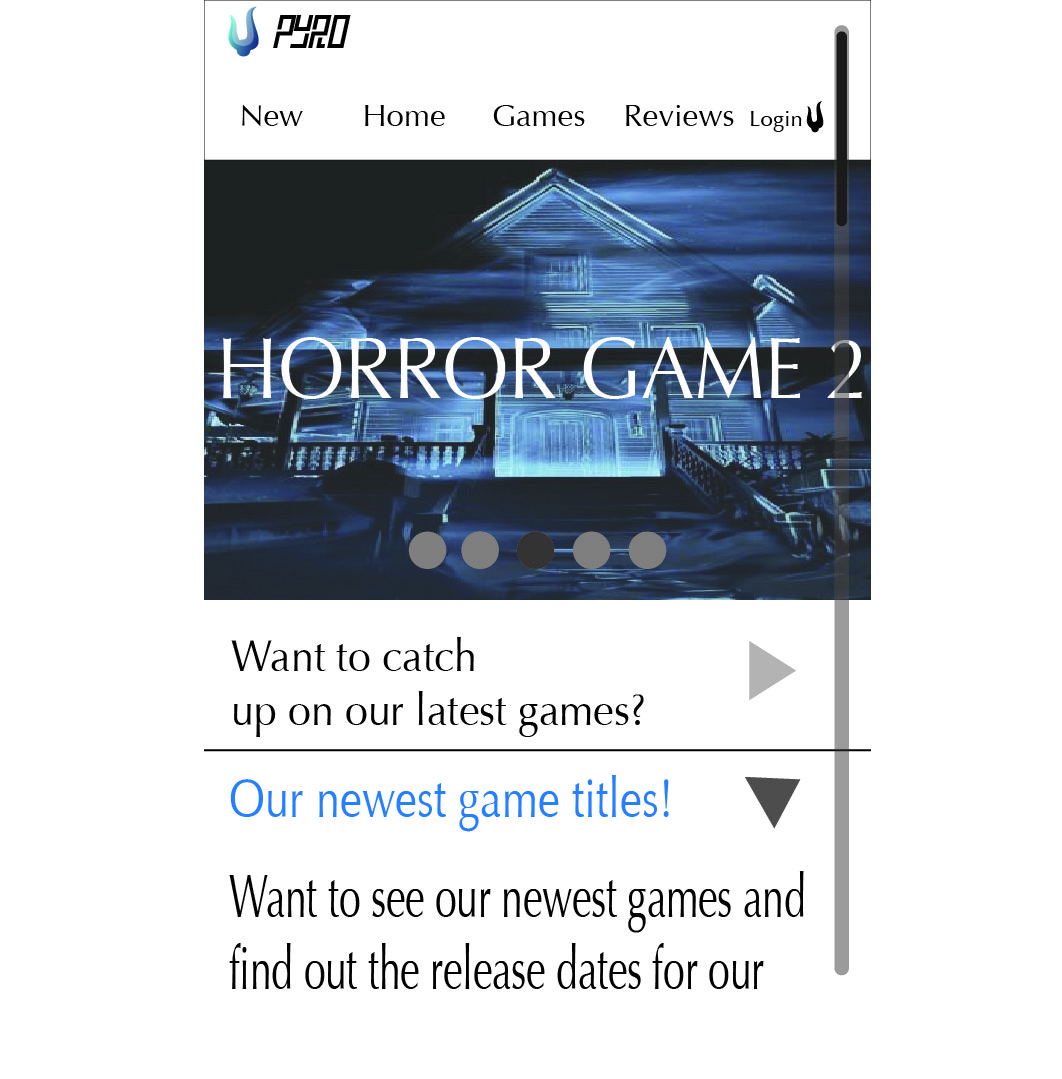 PYRO
New Home Games Reviews Login
HORROR GAME 2
Want to catch
up on our latest games?
Our newest game titles!
Want to see our newest games and
find out the release dates for our